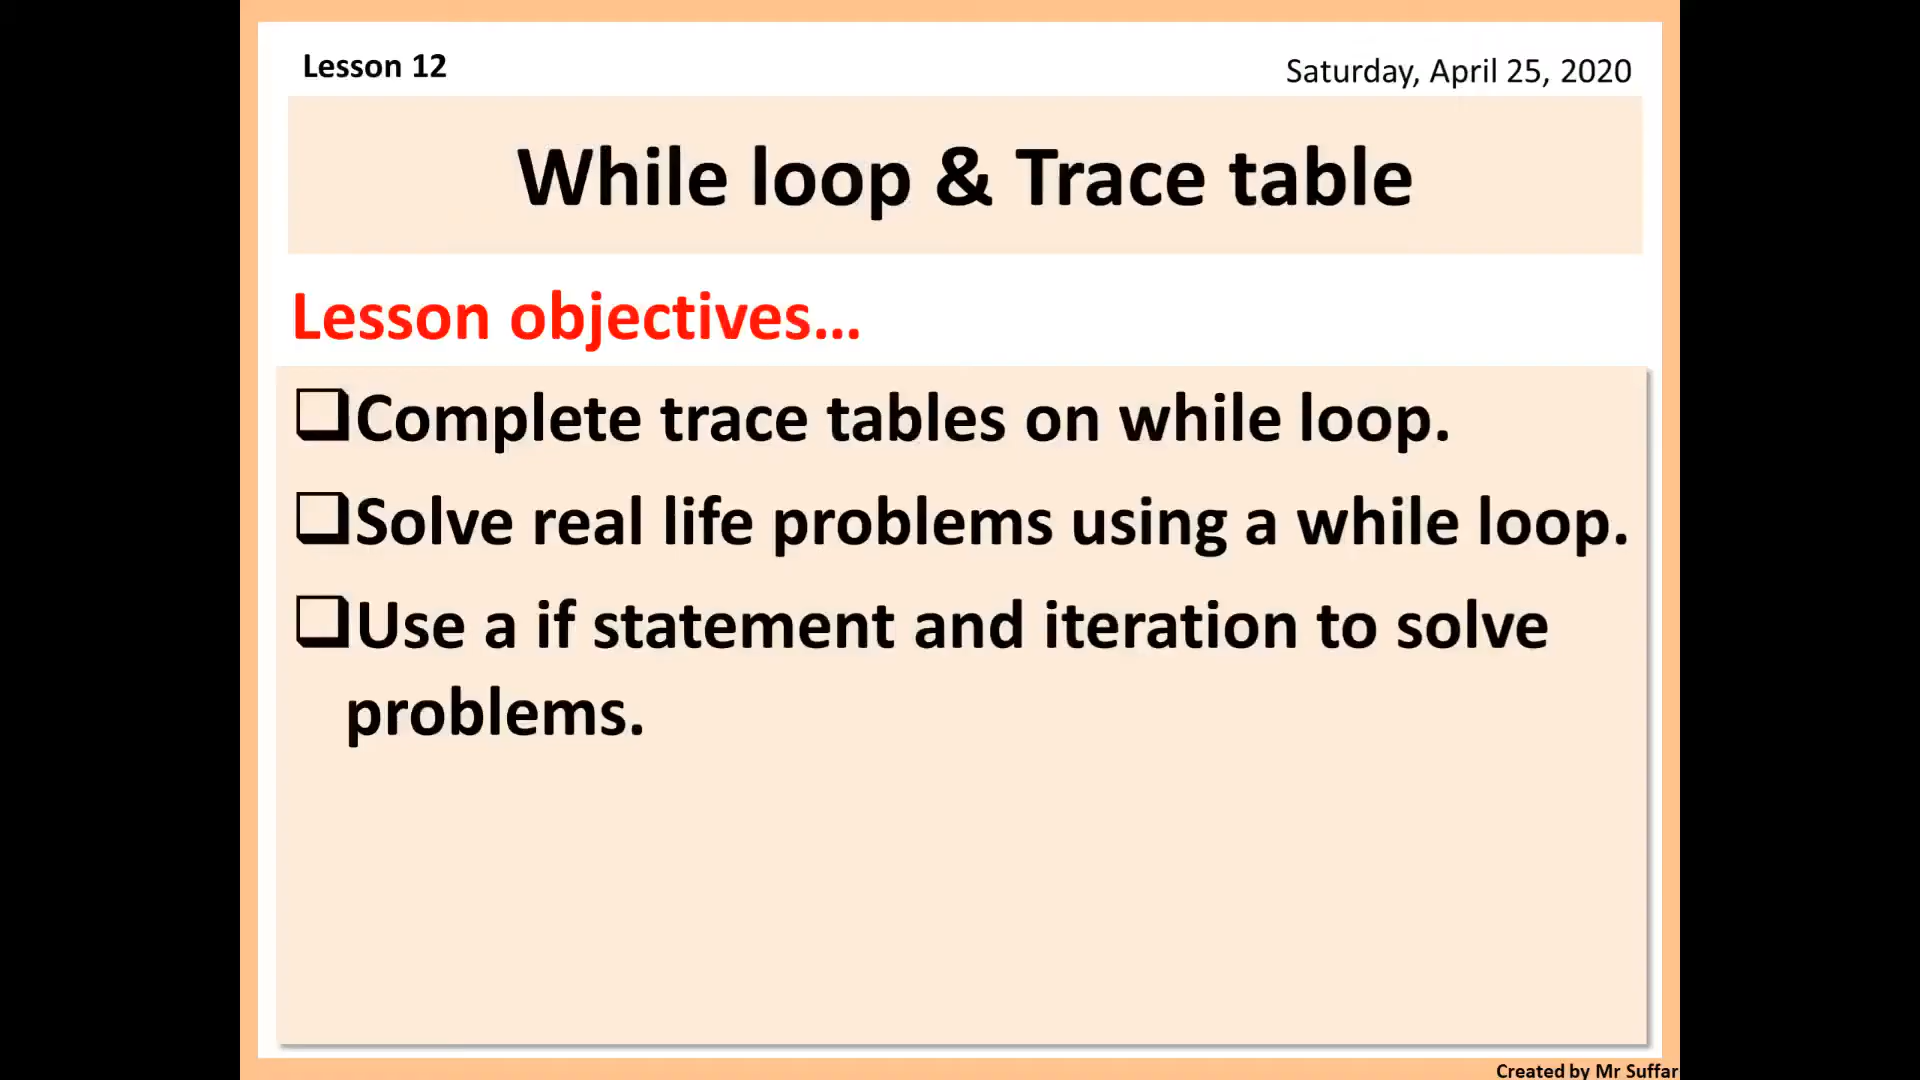 Lesson 12
Saturday, April 25, 2020
While loop & Trace table
Lesson objectives...
❑Complete trace tables on while loop.
❑Solve real life problems using a while loop.
❑Use a if statement and iteration to solve
problems.
Created by Mr Suffar